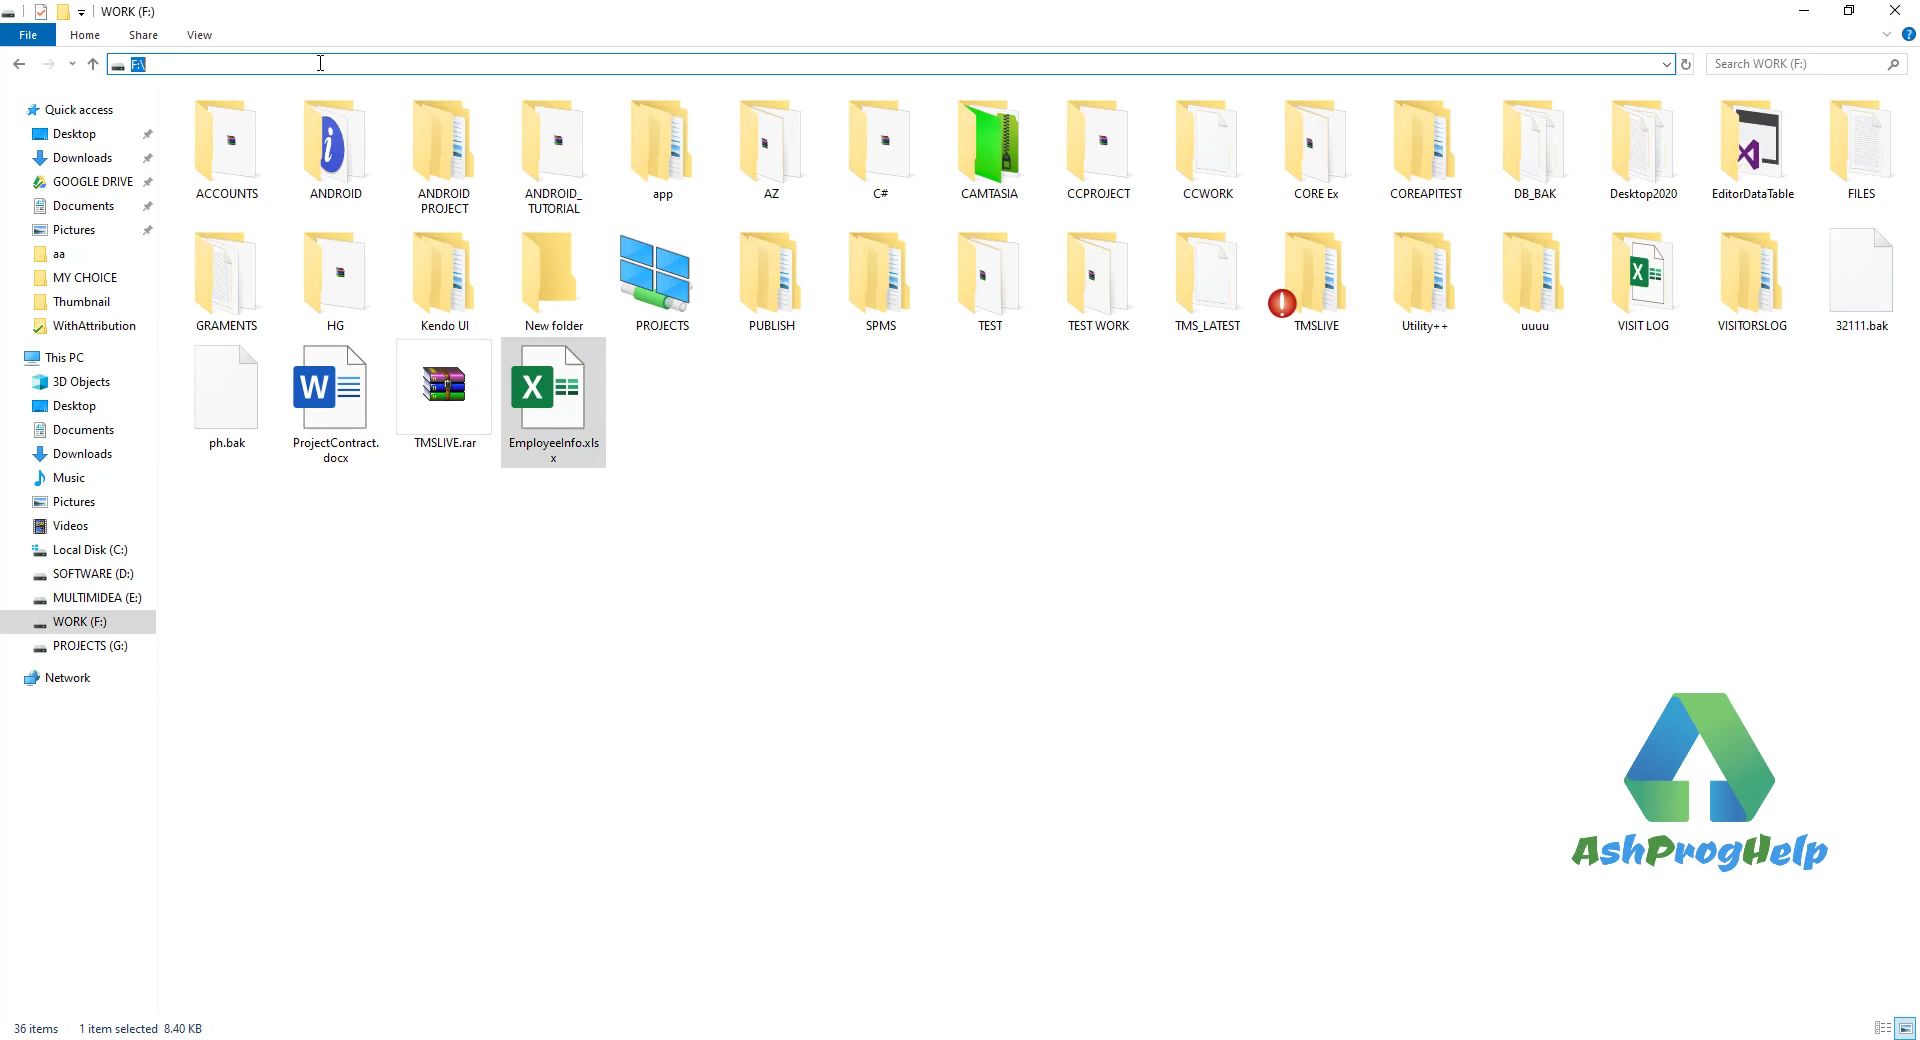 WORK (F:)
File
Home
Share
View
F:\
Search WORK (F:)
Quick access
Desktop
Downloads
GOOGLE DRIVE
Documents
Pictures
aa
MY CHOICE
Thumbnail
WithAttribution
This PC
3D Objects
Desktop
Documents
Downloads
Music
Pictures
Videos
Local Disk (C:)
SOFTWARE (D:)
MULTIMIDEA (E:)
WORK (F:)
PROJECTS (G:)
Network
ACCOUNTS
ANDROID
ANDROID
PROJECT
ANDROID_
TUTORIAL
app
AZ
C#
CAMTASIA
CCPROJECT
CCWORK
CORE Ex
COREAPITEST
DB_BAK
Desktop2020
EditorDataTable
FILES
GRAMENTS
HG
Kendo UI
New folder
PROJECTS
PUBLISH
SPMS
TEST
TEST WORK
TMS_LATEST
TMSLIVE
Utility++
uuuu
VISIT LOG
VISITORSLOG
32111.bak
ph.bak
ProjectContract.
docx
TMSLIVE.rar
EmployeeInfo.xls
x
AshProgHelp
36 items
1 item selected 8.40 KB